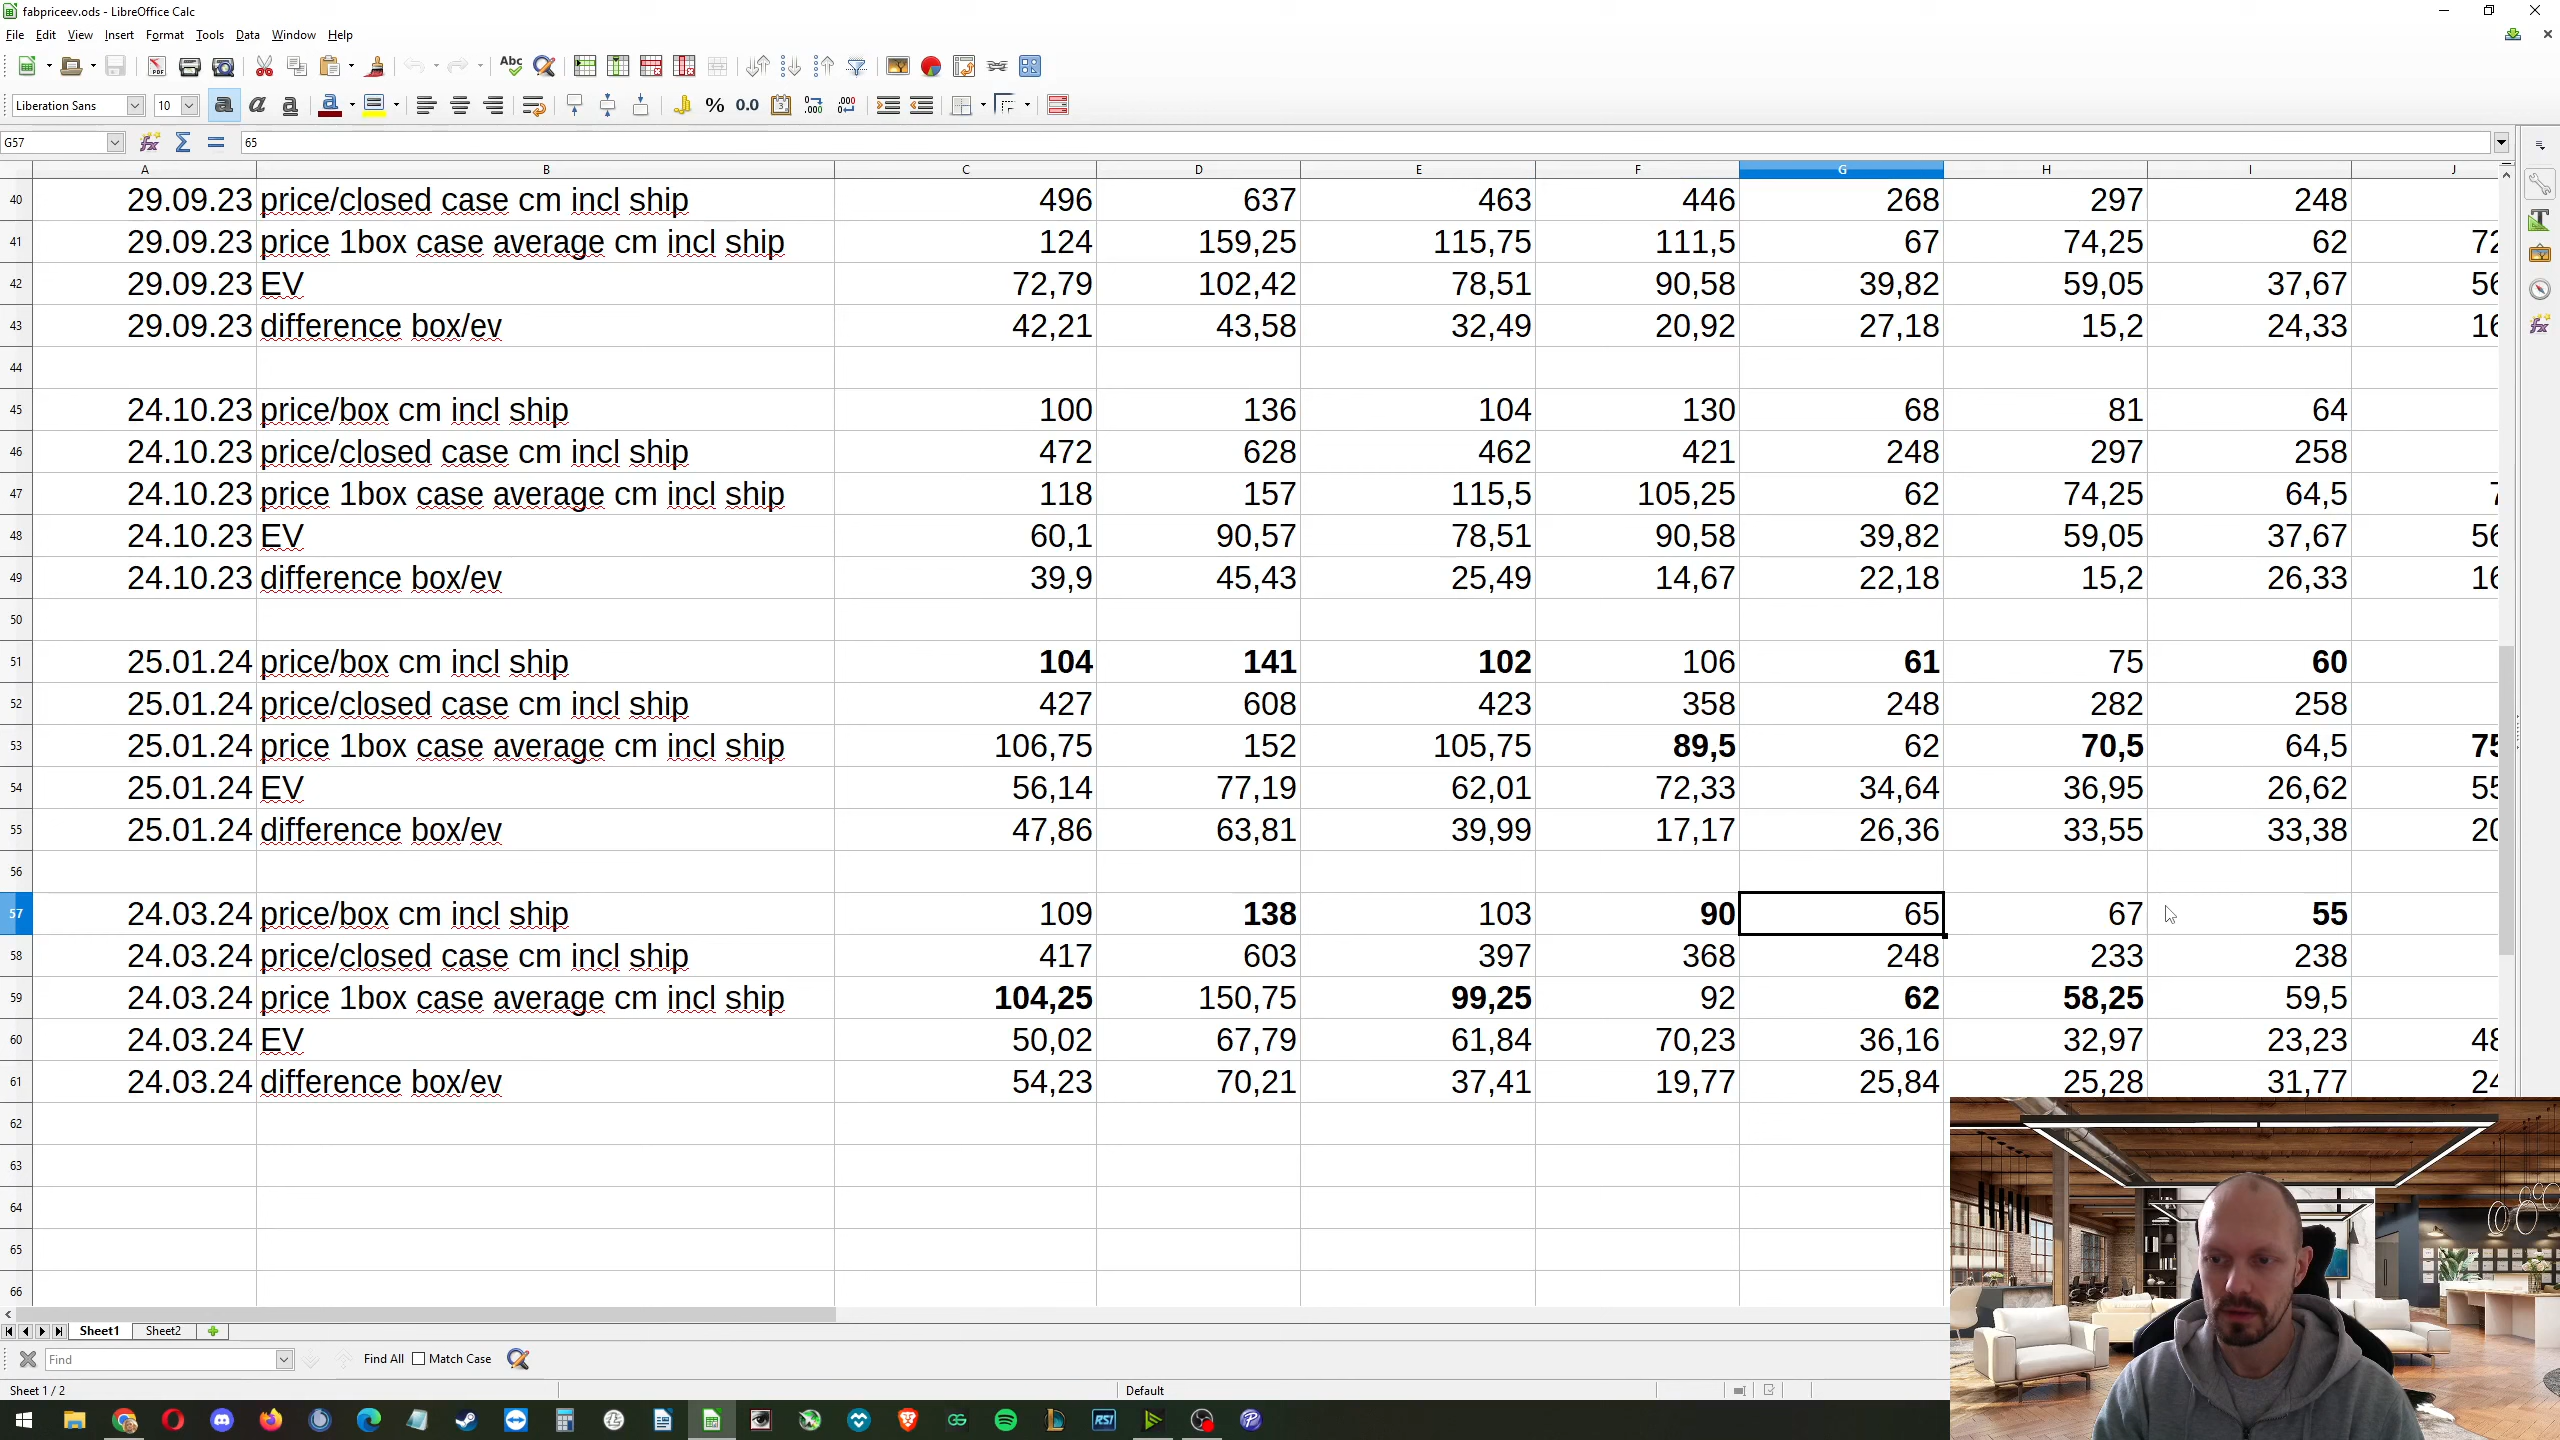 fabpriceev.ods - LibreOffice Calc
File Edit View Insert Format Tools Data Window Help
Liberation Sans 10
G57 65
A B C D E F G H I J
40 29.09.23 price/closed case cm incl ship 496 637 463 446 268 297 248
41 29.09.23 price 1box case average cm incl ship 124 159,25 115,75 111,5 67 74,25 62 72
42 29.09.23 EV 72,79 102,42 78,51 90,58 39,82 59,05 37,67 56
43 29.09.23 difference box/ev 42,21 43,58 32,49 20,92 27,18 15,2 24,33 16
44
45 24.10.23 price/box cm incl ship 100 136 104 130 68 81 64
46 24.10.23 price/closed case cm incl ship 472 628 462 421 248 297 258
47 24.10.23 price 1box case average cm incl ship 118 157 115,5 105,25 62 74,25 64,5 7
48 24.10.23 EV 60,1 90,57 78,51 90,58 39,82 59,05 37,67 56
49 24.10.23 difference box/ev 39,9 45,43 25,49 14,67 22,18 15,2 26,33 16
50
51 25.01.24 price/box cm incl ship 104 141 102 106 61 75 60
52 25.01.24 price/closed case cm incl ship 427 608 423 358 248 282 258
53 25.01.24 price 1box case average cm incl ship 106,75 152 105,75 89,5 62 70,5 64,5 75
54 25.01.24 EV 56,14 77,19 62,01 72,33 34,64 36,95 26,62 55
55 25.01.24 difference box/ev 47,86 63,81 39,99 17,17 26,36 33,55 33,38 20
56
57 24.03.24 price/box cm incl ship 109 138 103 90 65 67 55
58 24.03.24 price/closed case cm incl ship 417 603 397 368 248 233 238
59 24.03.24 price 1box case average cm incl ship 104,25 150,75 99,25 92 62 58,25 59,5
60 24.03.24 EV 50,02 67,79 61,84 70,23 36,16 32,97 23,23 48
61 24.03.24 difference box/ev 54,23 70,21 37,41 19,77 25,84 25,28 31,77 24
62
63
64
65
66
Sheet1 Sheet2
Find Find All Match Case
Sheet 1 / 2 Default